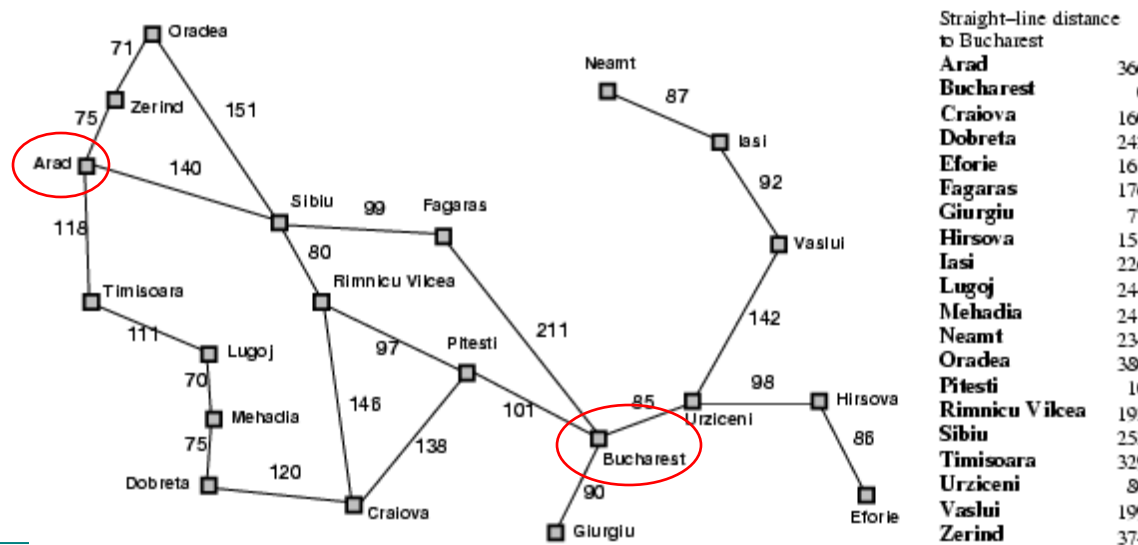 Oradea
71
Neamt
Zerind
87
151
75
Iasi
Arad
140
92
Sibiu
Fagaras
99
118
Vaslui
80
Timisoara
Rimnicu Vilcea
111
211
142
Lugoj
Pitesti
97
70
98
Hirsova
146
101
85
Urziceni
Mehadia
138
86
75
Bucharest
120
Dobreta
90
Craiova
Eforie
Giurgiu
Straight-line distance
to Bucharest
Arad
Bucharest
Craiova
Dobreta
Eforie
Fagaras
Giurgiu
Hirsova
Iasi
Lugoj
Mehadia
Neamt
Oradea
Pitesti
Rimnicu Vilcea
Sibiu
Timisoara
Urziceni
Vaslui
Zerind